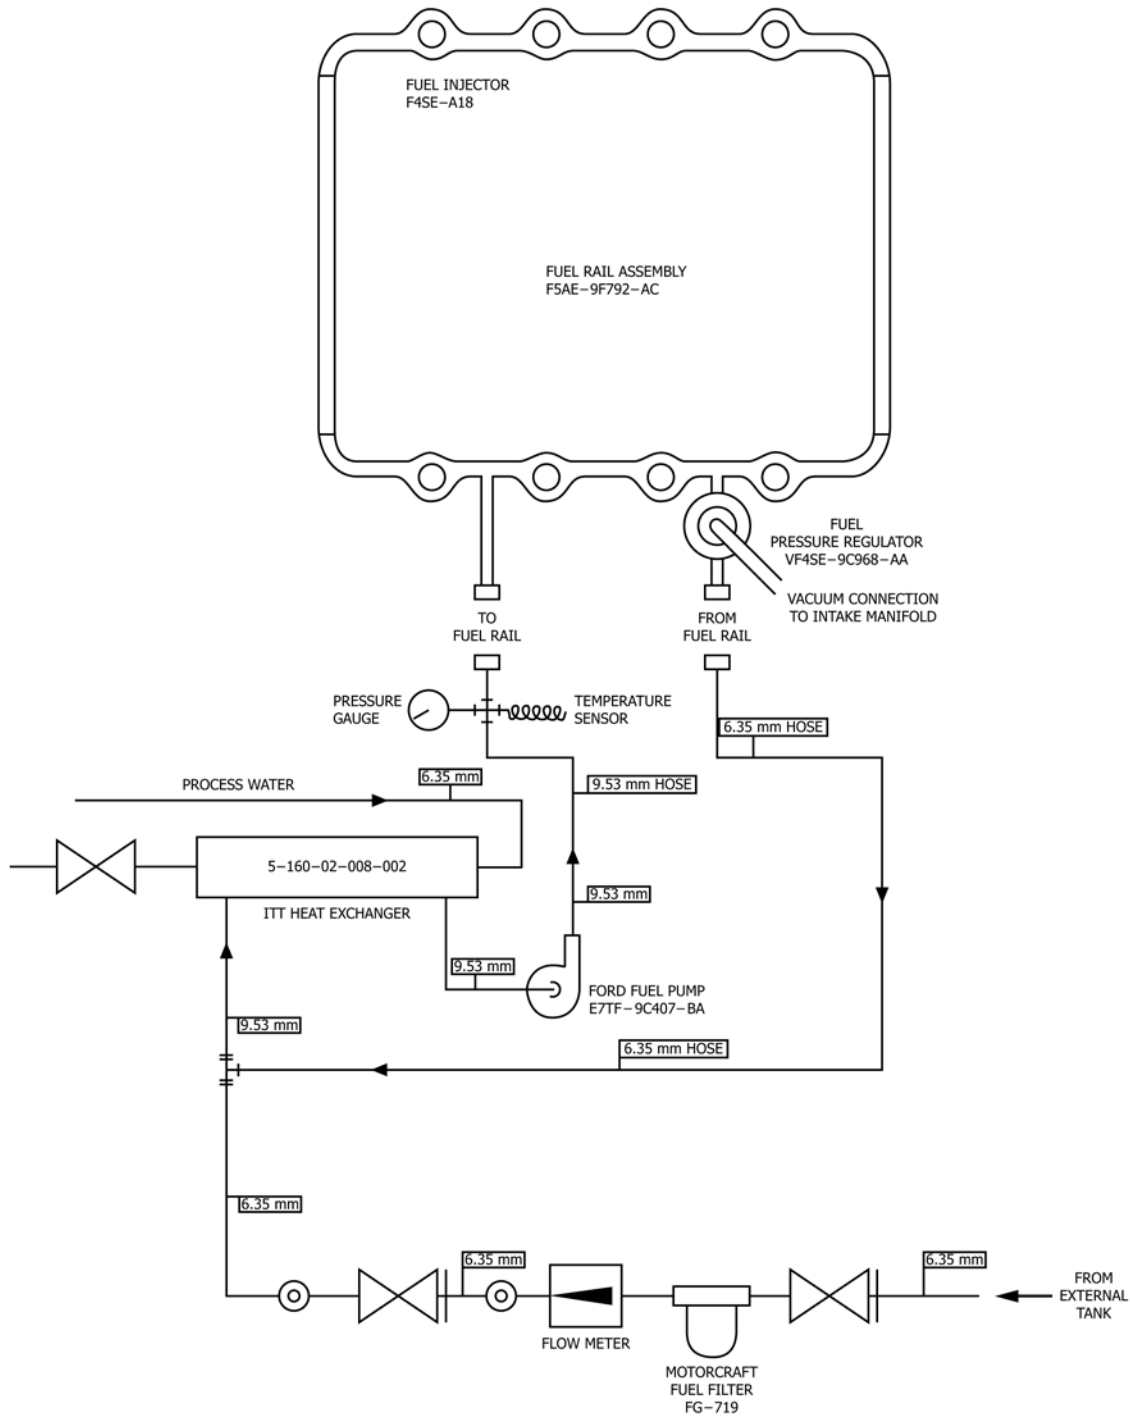 FUEL INJECTOR
F4SE-A18
FUEL RAIL ASSEMBLY
F5AE-9F792-AC
FUEL
PRESSURE REGULATOR
VF4SE-9C968-AA
VACUUM CONNECTION
TO INTAKE MANIFOLD
TO
FUEL RAIL
FROM
FUEL RAIL
PRESSURE
GAUGE
TEMPERATURE
SENSOR
6.35 mm HOSE
6.35 mm
PROCESS WATER
9.53 mm HOSE
5-160-02-008-002
ITT HEAT EXCHANGER
9.53 mm
9.53 mm
FORD FUEL PUMP
E7TF-9C407-BA
9.53 mm
6.35 mm HOSE
6.35 mm
6.35 mm
6.35 mm
FROM
EXTERNAL
TANK
FLOW METER
MOTORCRAFT
FUEL FILTER
FG-719